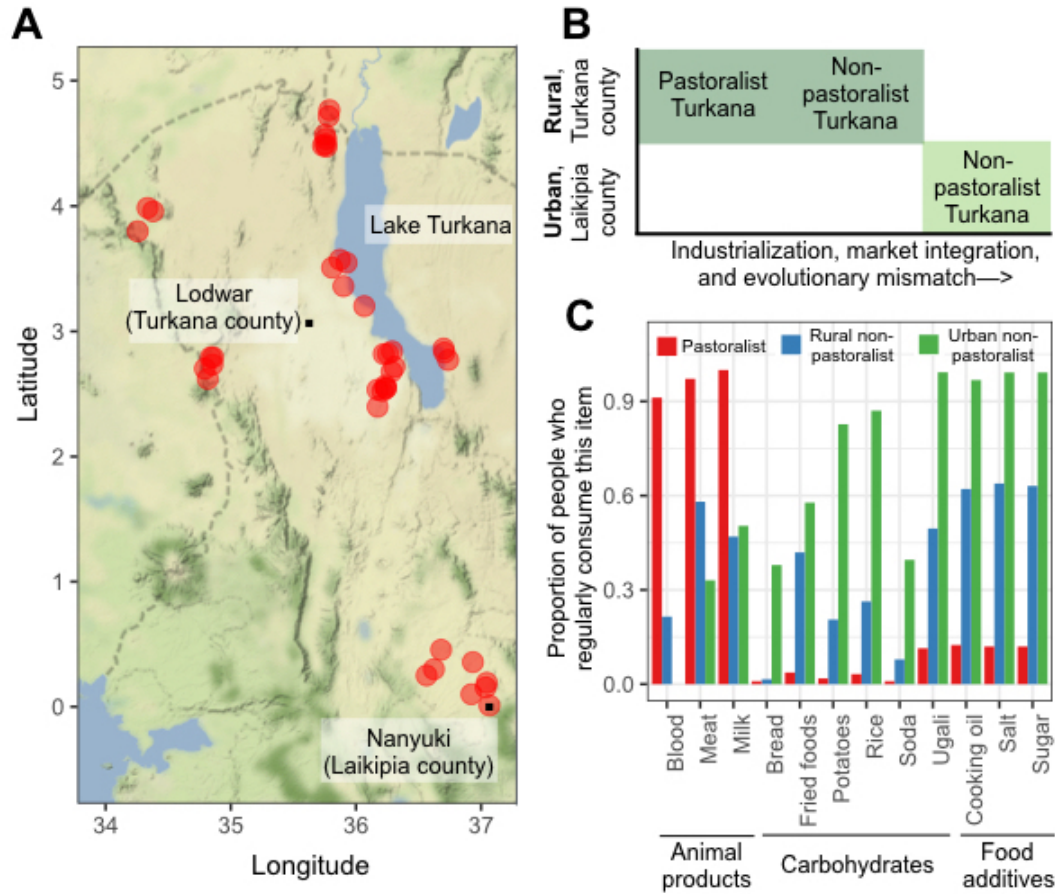 A
5
4
3
2
1
0
Latitude
34
35
36
37
Longitude
Lake Turkana
Lodwar
(Turkana county)
Nanyuki
(Laikipia county)
B
Rural,
Turkana
county
Urban,
Laikipia
county
Pastoralist
Turkana
Non-
pastoralist
Turkana
Non-
pastoralist
Turkana
Industrialization, market integration,
and evolutionary mismatch—>
C
Proportion of people who
regularly consume this item
0.9
0.6
0.3
0.0
Pastoralist
Rural non-
pastoralist
Urban non-
pastoralist
Blood
Meat
Milk
Bread
Fried foods
Potatoes
Rice
Soda
Ugali
Cooking oil
Salt
Sugar
Animal
products
Carbohydrates
Food
additives